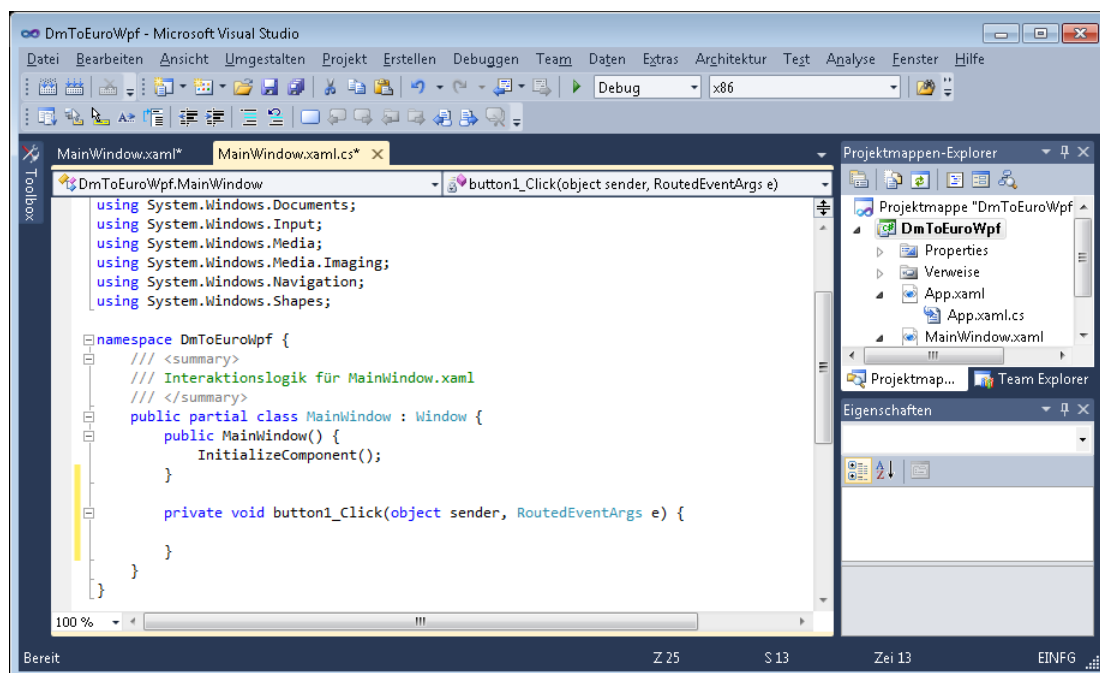 DmToEuroWpf - Microsoft Visual Studio
Datei Bearbeiten Ansicht Umgestalten Projekt Erstellen Debuggen Team Daten Extras Architektur Test Analyse Fenster Hilfe
Debug x86
MainWindow.xaml* MainWindow.xaml.cs*
Toolbox
DmToEuroWpf.MainWindow button1_Click(object sender, RoutedEventArgs e)
using System.Windows.Documents;
using System.Windows.Input;
using System.Windows.Media;
using System.Windows.Media.Imaging;
using System.Windows.Navigation;
using System.Windows.Shapes;
namespace DmToEuroWpf {
/// <summary>
/// Interaktionslogik für MainWindow.xaml
/// </summary>
public partial class MainWindow : Window {
public MainWindow() {
InitializeComponent();
}
private void button1_Click(object sender, RoutedEventArgs e) {
}
}
}
100 %
Projektmappen-Explorer
Projektmappe "DmToEuroWpf
DmToEuroWpf
Properties
Verweise
App.xaml
App.xaml.cs
MainWindow.xaml
Projektmap... Team Explorer
Eigenschaften
Bereit Z 25 S 13 Zei 13 EINFG